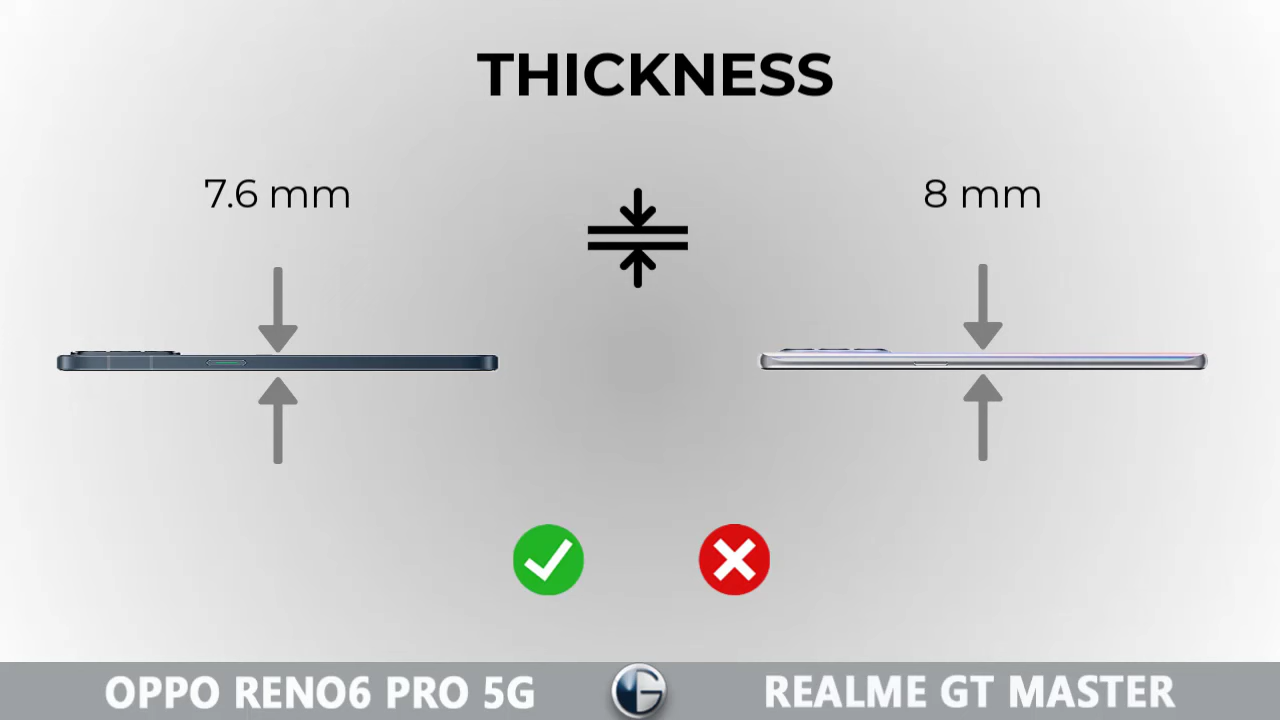 THICKNESS
7.6 mm
8 mm
OPPO RENO6 PRO 5G
REALME GT MASTER